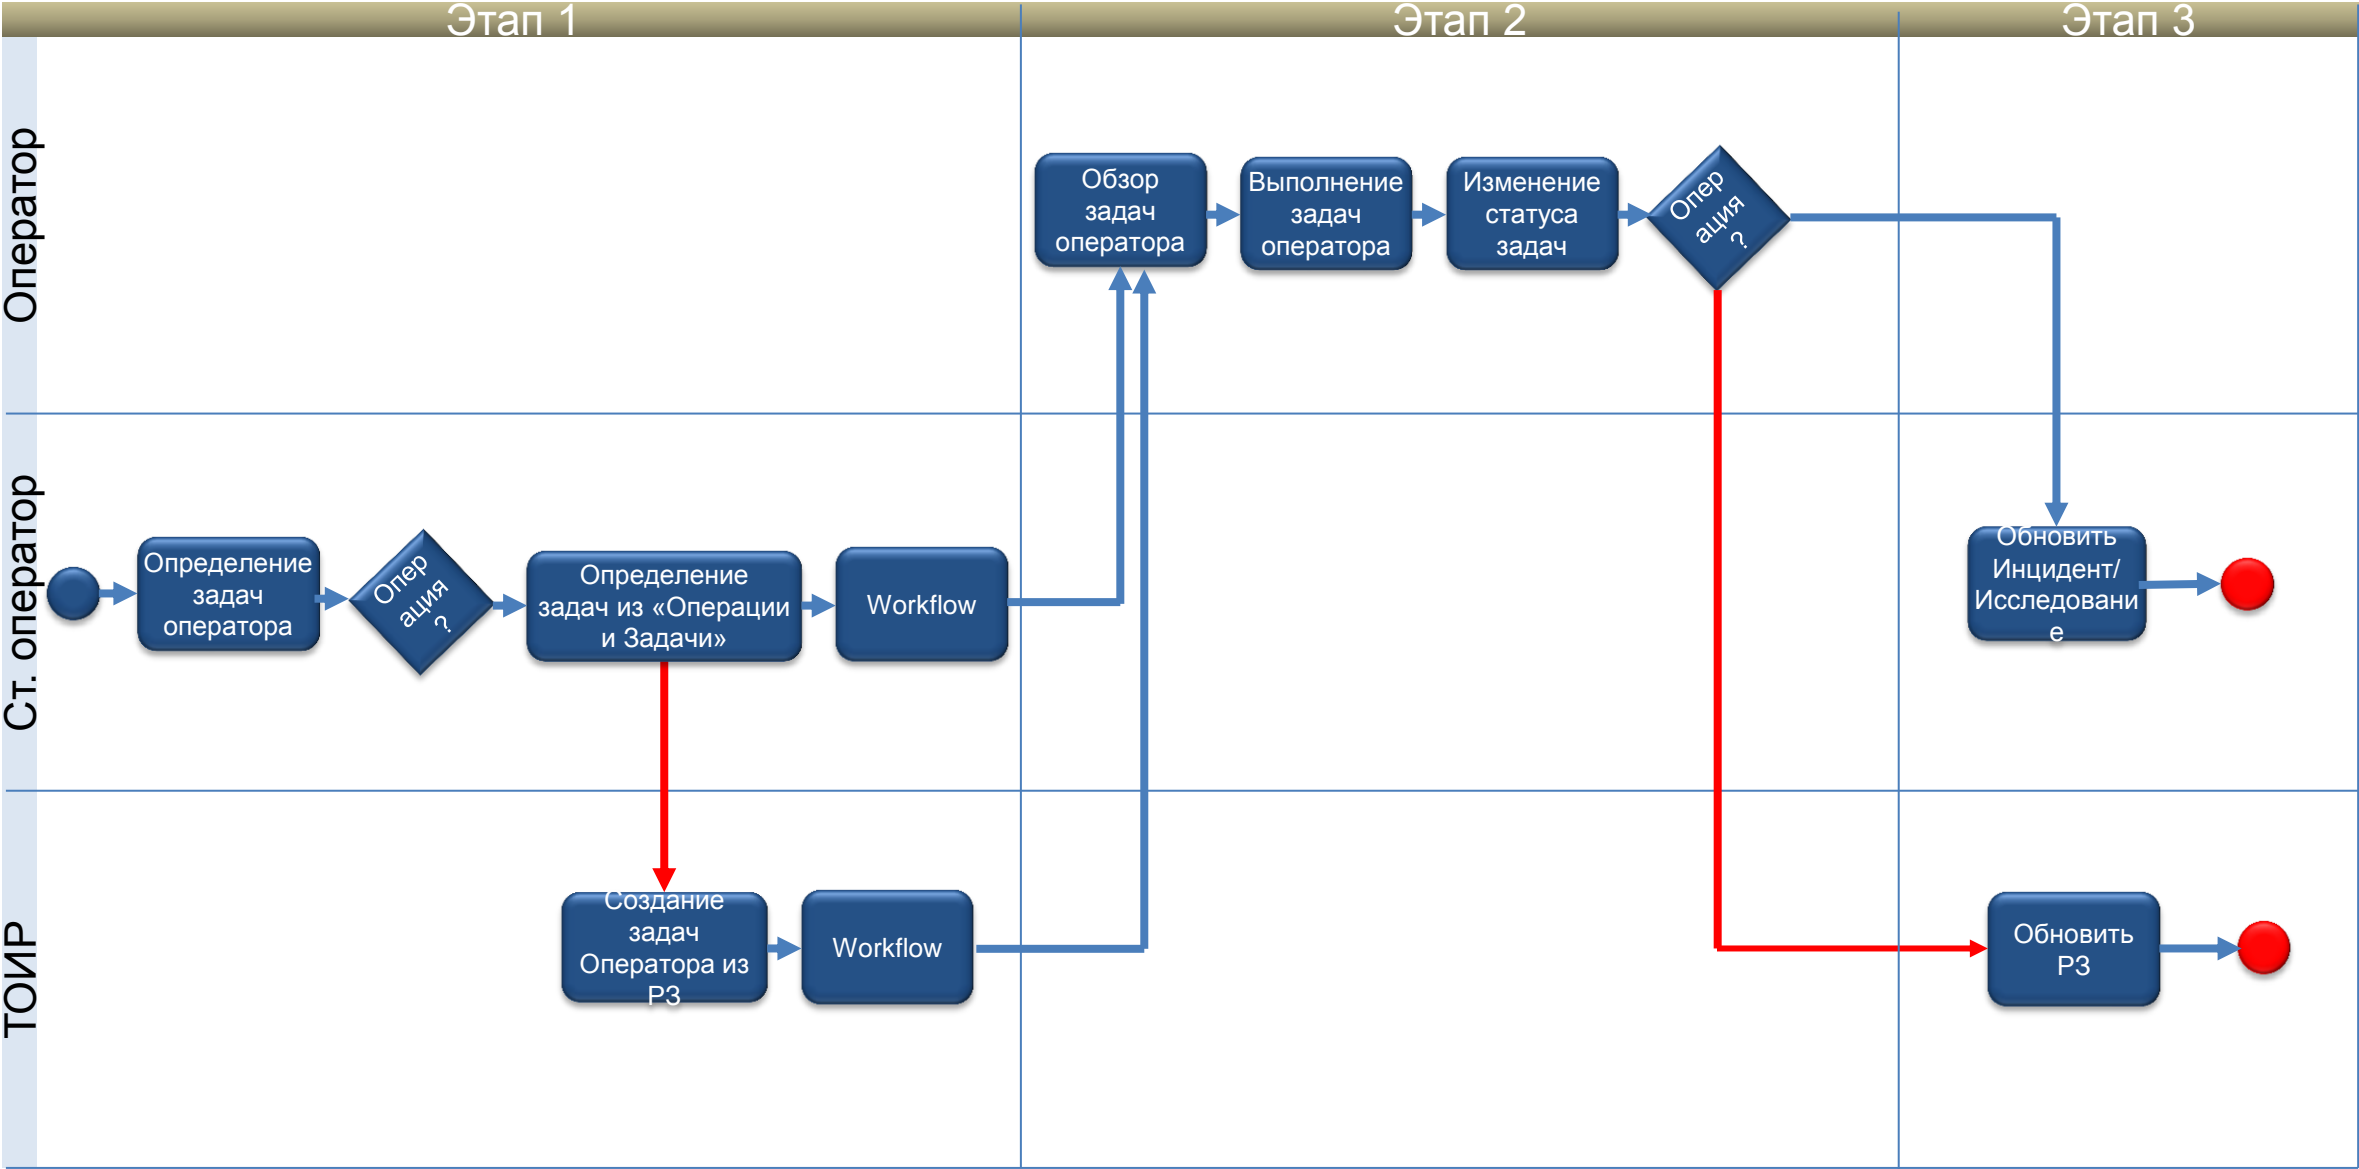 Этап 1
Этап 2
Этап 3
Оператор
Обзор
задач
оператора
Выполнение
задач
оператора
Изменение
статуса
задач
Опер
ация
?
Ст. оператор
Определение
задач
оператора
Опер
ация
?
Определение
задач из «Операции
и Задачи»
Workflow
Обновить
Инцидент/
Исследовани
е
ТОИР
Создание
задач
Оператора из
РЗ
Workflow
Обновить
РЗ